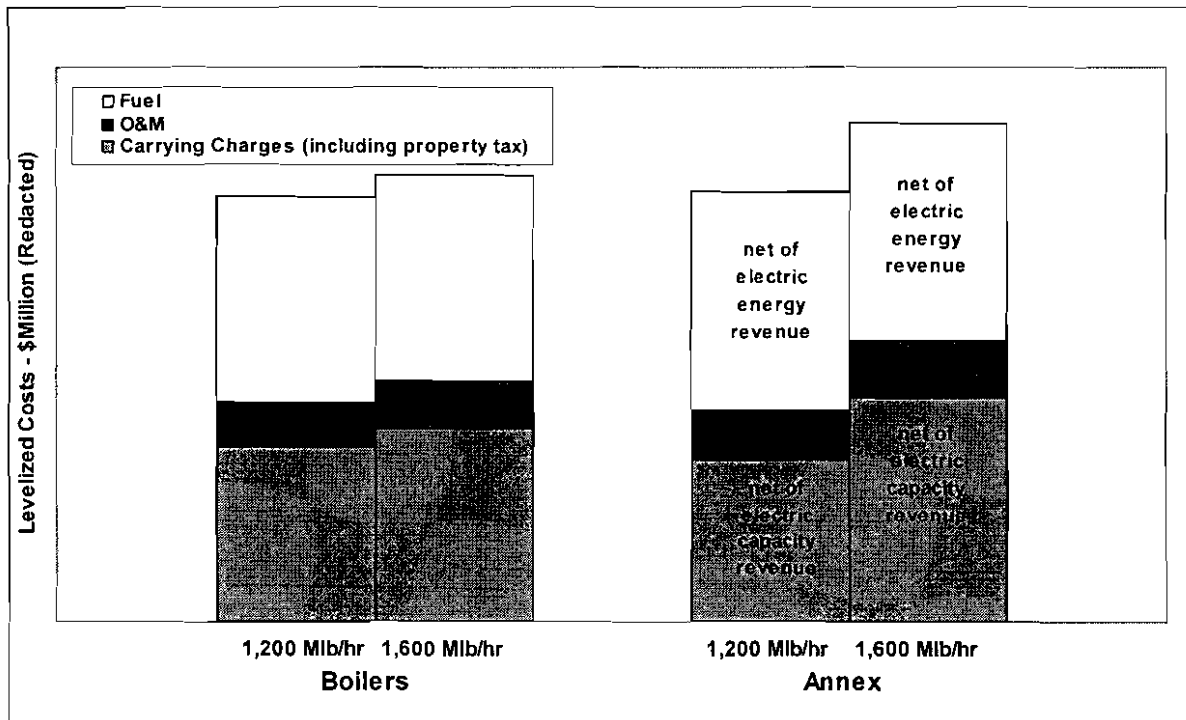 Levelized Costs - $Million (Redacted)
Fuel
O&M
Carrying Charges (including property tax)
net of
electric
energy
revenue
net of
electric
capacity
revenue
net of
electric
energy
revenue
net of
electric
capacity
revenue
1,200 Mlb/hr 1,600 Mlb/hr
Boilers
1,200 Mlb/hr 1,600 Mlb/hr
Annex